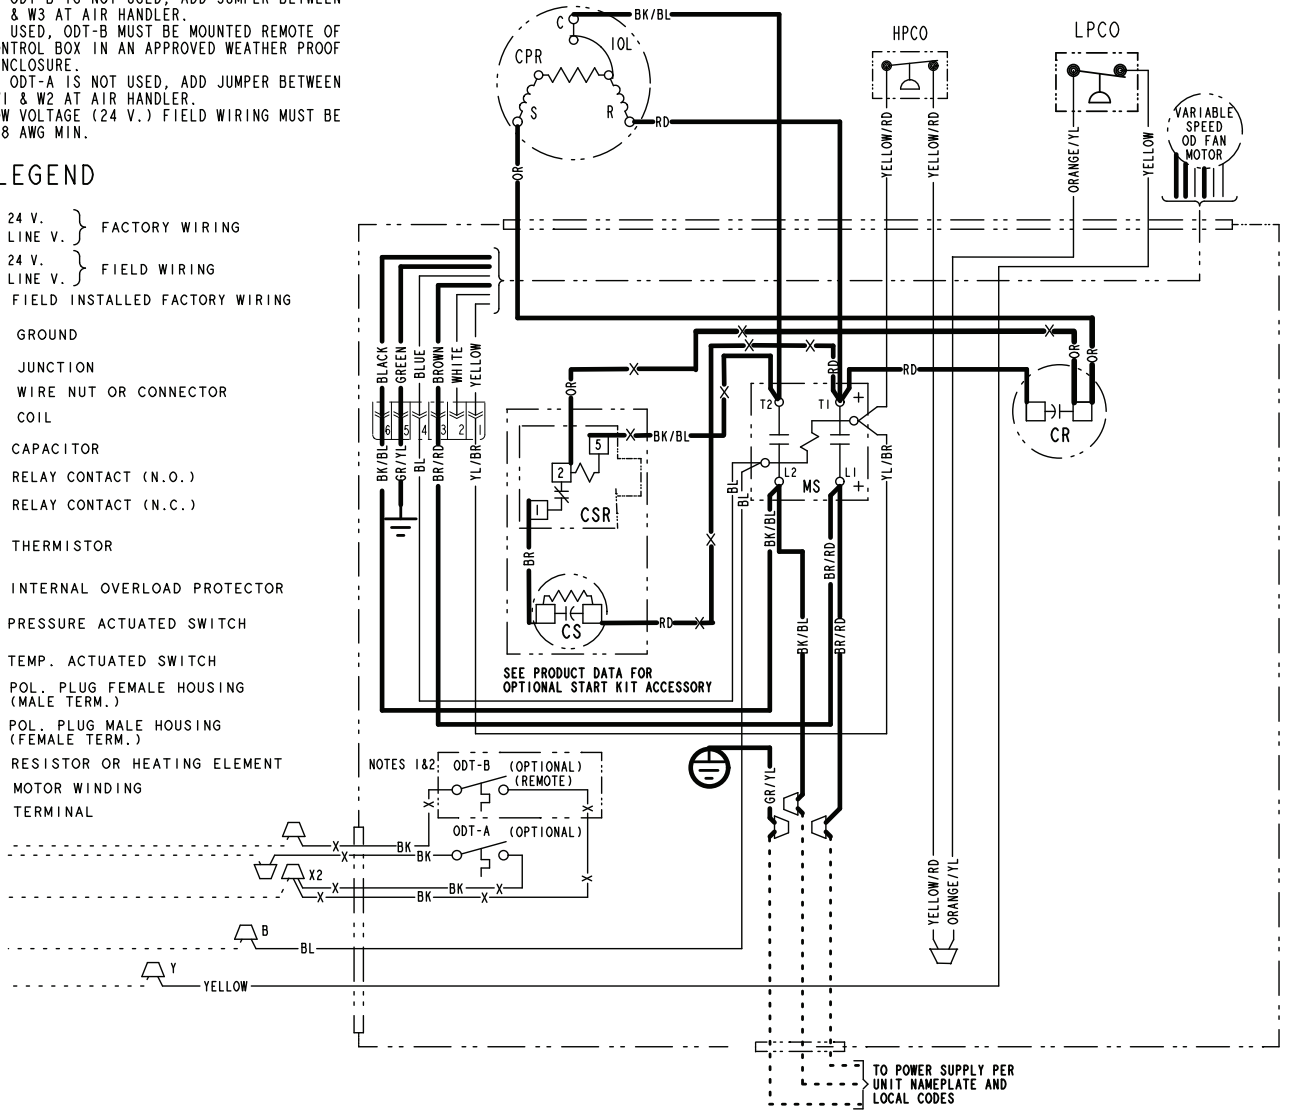 & W3 AT AIR HANDLER.
USED, ODT-B MUST BE MOUNTED REMOTE OF
CONTROL BOX IN AN APPROVED WEATHER PROOF
ENCLOSURE.
ODT-A IS NOT USED, ADD JUMPER BETWEEN
& W2 AT AIR HANDLER.
VOLTAGE (24 V.) FIELD WIRING MUST BE
AWG MIN.
LEGEND
24 V.
LINE V.
FACTORY WIRING
24 V.
LINE V.
FIELD WIRING
FIELD INSTALLED FACTORY WIRING
GROUND
JUNCTION
WIRE NUT OR CONNECTOR
COIL
CAPACITOR
RELAY CONTACT (N.O.)
RELAY CONTACT (N.C.)
THERMISTOR
INTERNAL OVERLOAD PROTECTOR
PRESSURE ACTUATED SWITCH
TEMP. ACTUATED SWITCH
POL. PLUG FEMALE HOUSING
(MALE TERM.)
POL. PLUG MALE HOUSING
(FEMALE TERM.)
RESISTOR OR HEATING ELEMENT
MOTOR WINDING
TERMINAL
C
BK/BL
IOL
CPR
S
R
RD
OR
HPCO
YELLOW/RD
YELLOW/RD
LPCO
ORANGE/YL
YELLOW
VARIABLE
SPEED
OD FAN
MOTOR
BLACK
GREEN
BLUE
BROWN
WHITE
YELLOW
6
5
4
3
2
1
BK/BL
GR/YL
BL
BR/RD
YL/BR
X
X
X
X
X
OR
RD
RD
OR
OR
CR
X
X
BK/BL
5
2
1
CSR
BR
CS
RD
X
X
T2
T1
+
L2
L1
MS
+
YL/BR
BL
BL
BK/BL
BR/RD
BK/BL
BR/RD
SEE PRODUCT DATA FOR
OPTIONAL START KIT ACCESSORY
NOTES 1&2
ODT-B
(OPTIONAL)
(REMOTE)
X
X
ODT-A
(OPTIONAL)
X
BK
X
BK
X
X2
X
BK
X
BK
X
GR/YL
YELLOW/RD
ORANGE/YL
B
BL
Y
YELLOW
TO POWER SUPPLY PER
UNIT NAMEPLATE AND
LOCAL CODES